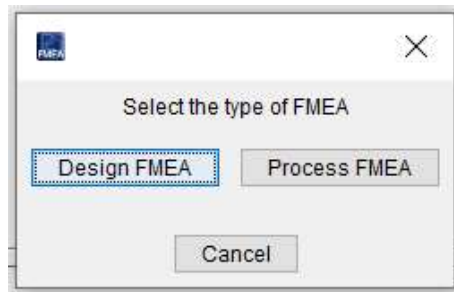 FMEA
Select the type of FMEA
Design FMEA Process FMEA
Cancel